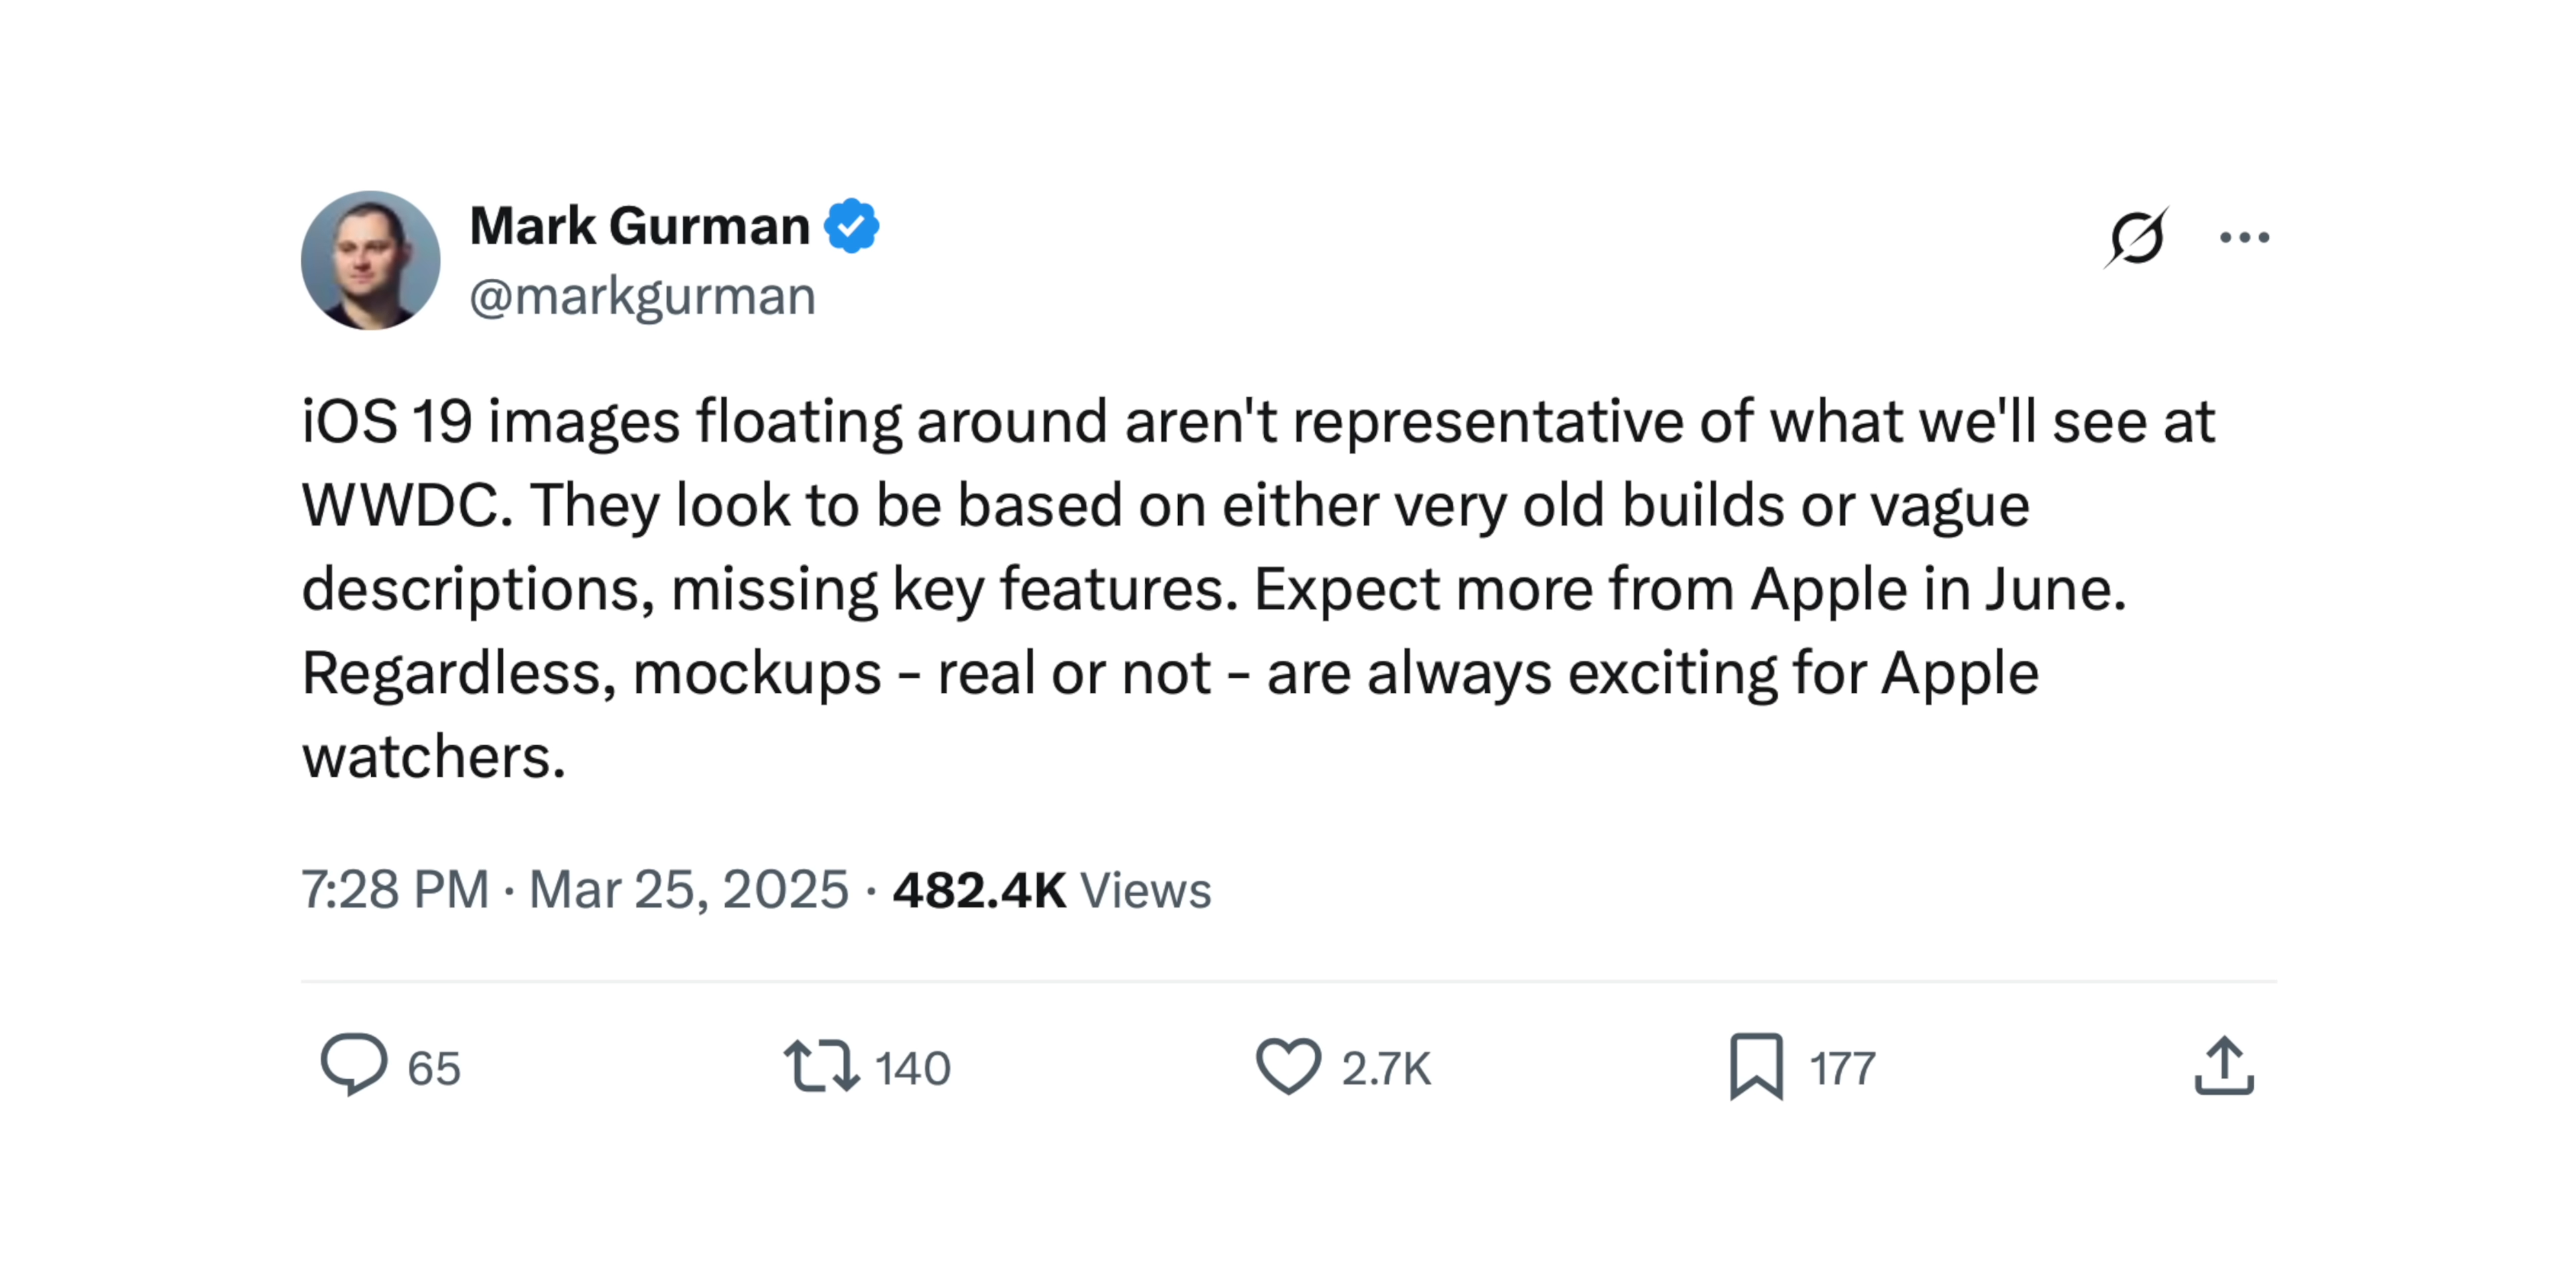 Mark Gurman
@markgurman
iOS 19 images floating around aren't representative of what we'll see at
WWDC. They look to be based on either very old builds or vague
descriptions, missing key features. Expect more from Apple in June.
Regardless, mockups - real or not - are always exciting for Apple
watchers.
7:28 PM · Mar 25, 2025 · 482.4K Views
65 140 2.7K 177